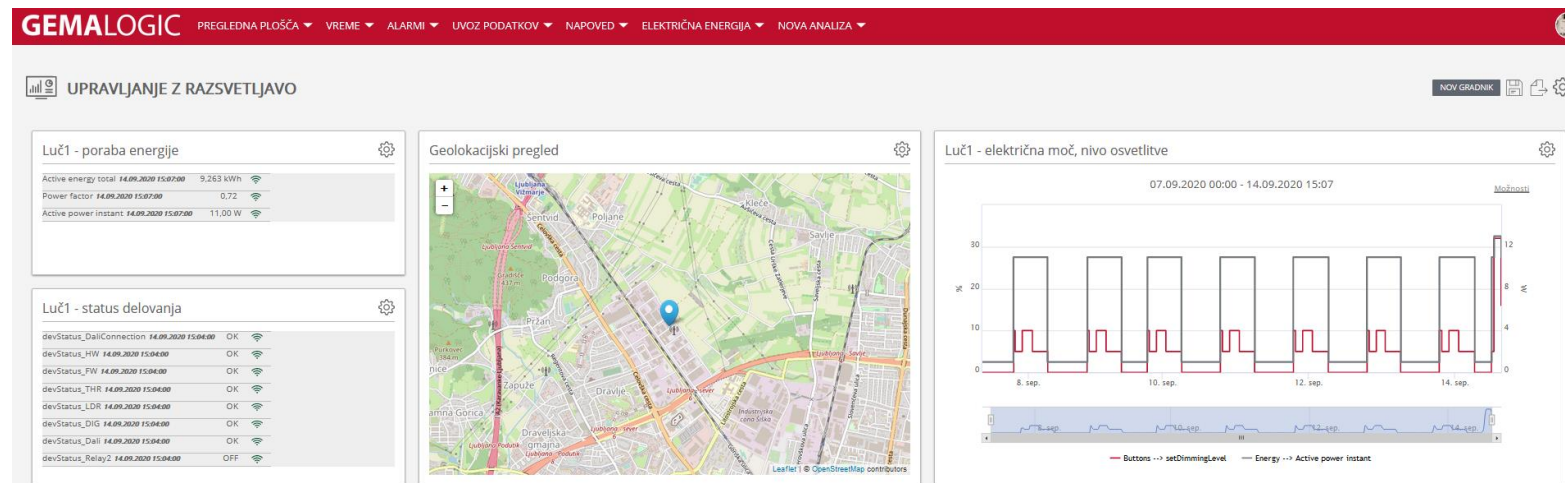 GEMALOGIC PREGLEDNA PLOŠČA VREME ALARMI UVOZ PODATKOV NAPOVED ELEKTRIČNA ENERGIJA NOVA ANALIZA
UPRAVLJANJE Z RAZSVETLJAVO
NOV GRADNIK
Luč1 - poraba energije
Active energy total 14.09.2020 15:07:00 9,263 kWh
Power factor 14.09.2020 15:07:00 0,72
Active power instant 14.09.2020 15:07:00 11,00 W
Luč1 - status delovanja
devStatus_DaliConnection 14.09.2020 15:04:00 OK
devStatus_HW 14.09.2020 15:04:00 OK
devStatus_FW 14.09.2020 15:04:00 OK
devStatus_THR 14.09.2020 15:04:00 OK
devStatus_LDR 14.09.2020 15:04:00 OK
devStatus_DIG 14.09.2020 15:04:00 OK
devStatus_Dali 14.09.2020 15:04:00 OK
devStatus_Relay2 14.09.2020 15:04:00 OFF
Geolokacijski pregled
+
−
Ljubljana
Vižmarje
Kleče
Šentvid
Poljane
Savlje
Ljubljana Šentvid
Gradišče
437 m
Podgora
Pržan
Zapuže
Dravlje
Ljubljana - sever
Draveljska
gmajna
Ljubljana - Podutik
Industrijska
cona Šiška
Leaflet | © OpenStreetMap contributors
Luč1 - električna moč, nivo osvetlitve
07.09.2020 00:00 - 14.09.2020 15:07
Možnosti
30
20
10
0
%
12
8
4
0
W
8. sep.
10. sep.
12. sep.
14. sep.
8. sep.
10. sep.
12. sep.
14. sep.
Buttons --> setDimmingLevel
Energy --> Active power instant